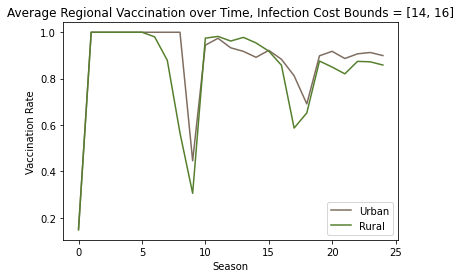 Average Regional Vaccination over Time, Infection Cost Bounds = [14, 16]
1.0
0.8
0.6
0.4
0.2
Vaccination Rate
0
5
10
15
20
25
Season
Urban
Rural